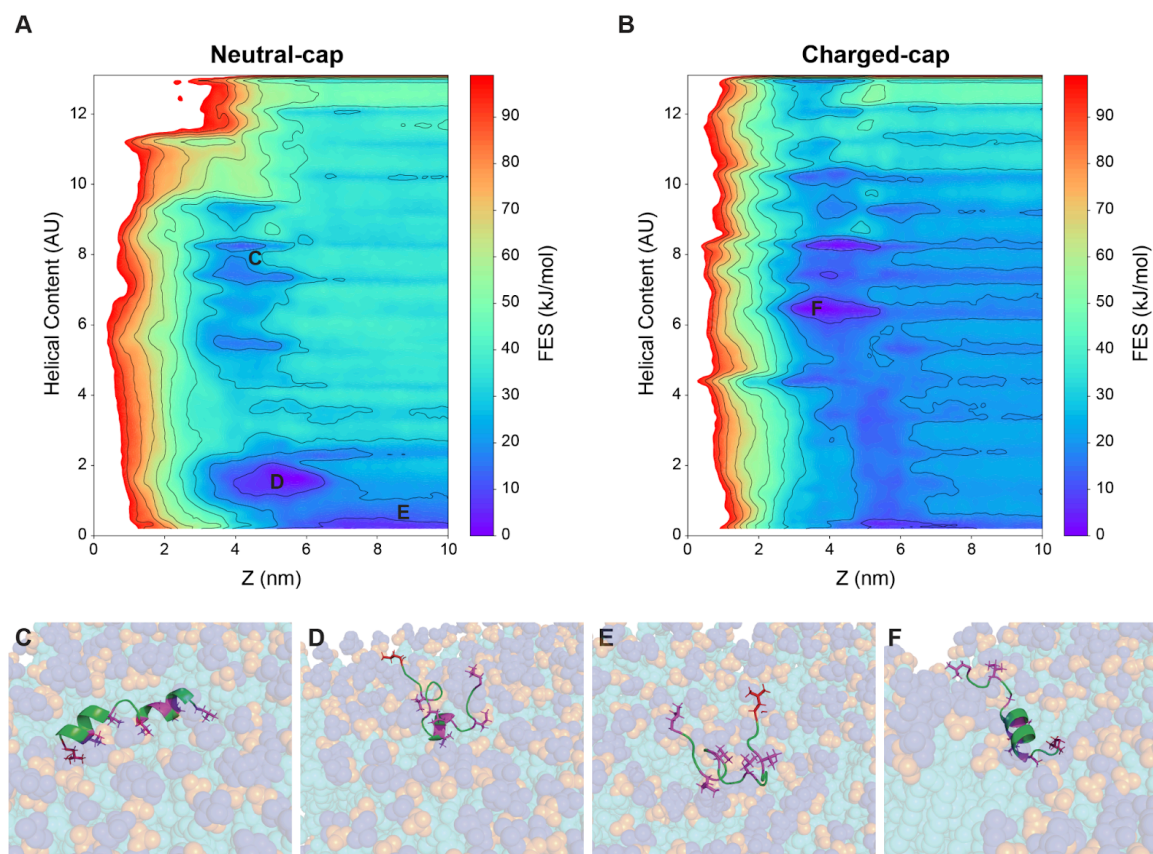 A
B
Neutral-cap
Charged-cap
Helical Content (AU)
12
10
8
6
4
2
0
C
D
E
0 2 4 6 8 10
Z (nm)
90
80
70
60
50
40
30
20
10
0
FES (kJ/mol)
Helical Content (AU)
12
10
8
6
4
2
0
F
0 2 4 6 8 10
Z (nm)
90
80
70
60
50
40
30
20
10
0
FES (kJ/mol)
C
D
E
F